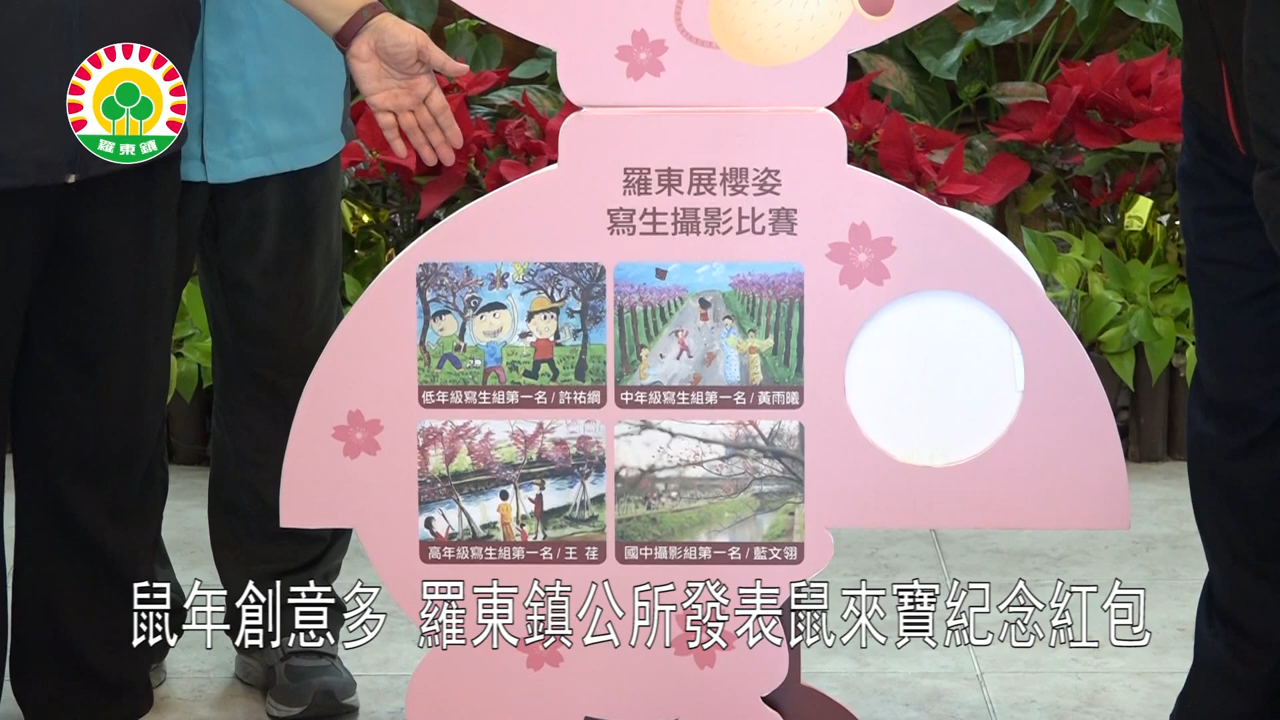 羅東鎮
羅東展櫻姿
寫生攝影比賽
低年級寫生組第一名/許祐綱
中年級寫生組第一名/黃雨曦
高年級寫生組第一名/王 荏
國中攝影組第一名/藍文翎
鼠年創意多 羅東鎮公所發表鼠來寶紀念紅包